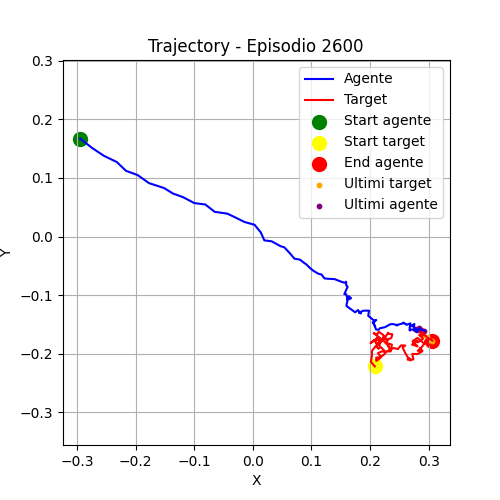 Trajectory - Episodio 2600
Agente
Target
Start agente
Start target
End agente
Ultimi target
Ultimi agente
0.3
0.2
0.1
0.0
−0.1
−0.2
−0.3
Y
−0.3
−0.2
−0.1
0.0
0.1
0.2
0.3
X